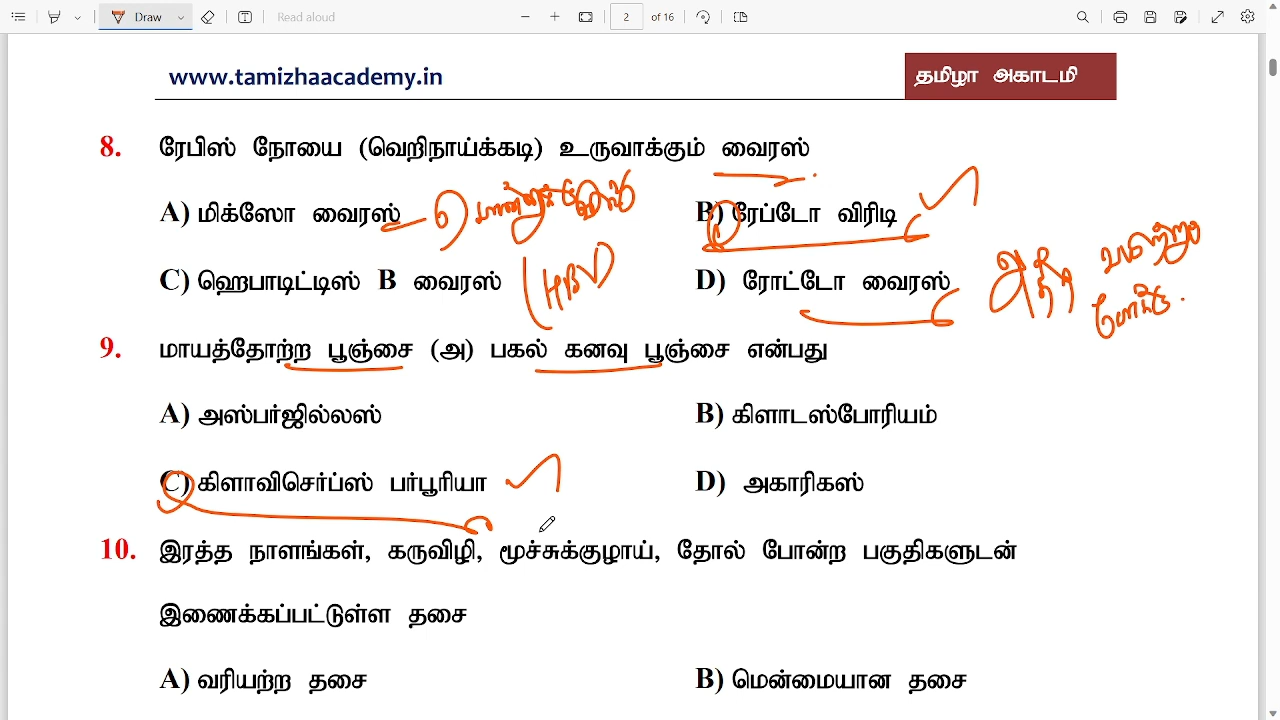 Draw
Read aloud
2 of 16
www.tamizhaacademy.in
தமிழா அகாடமி
8. ரேபிஸ் நோயை (வெறிநாய்க்கடி) உருவாக்கும் வைரஸ்
A) மிக்ஸோ வைரஸ் B) ரேப்டோ விரிடி
C) ஹெபாடிட்டிஸ் B வைரஸ் (HBV) D) ரோட்டோ வைரஸ்
9. மாயத்தோற்ற பூஞ்சை (அ) பகல் கனவு பூஞ்சை என்பது
A) அஸ்பர்ஜில்லஸ் B) கிளாடஸ்போரியம்
C) கிளாவிசெர்ப்ஸ் பர்பூரியா D) அகாரிகஸ்
10. இரத்த நாளங்கள், கருவிழி, மூச்சுக்குழாய், தோல் போன்ற பகுதிகளுடன்
இணைக்கப்பட்டுள்ள தசை
A) வரியற்ற தசை B) மென்மையான தசை